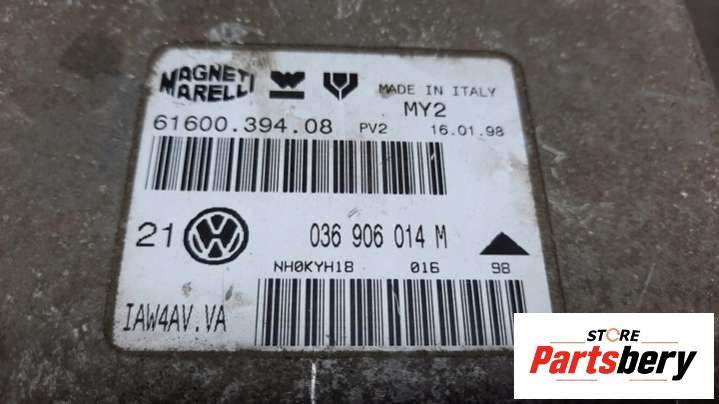 MAGNETI MARELLI
MADE IN ITALY
MY2
61600.394.08 PV2 16.01.98
21 VW 036 906 014 M
NH0KYH18 016 98
IAW4AV.VA
STORE
Partsbery